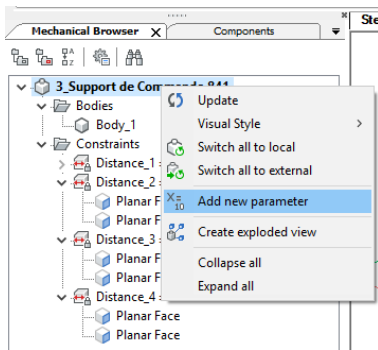 Ste
Mechanical Browser X Components
A
Z
3_Support de Commande 841
Bodies
Body_1
Constraints
Distance_1 =
Distance_2 =
Planar F
Planar Face
Distance_3 =
Planar F
Planar F
Distance_4 =
Planar Face
Planar Face
Update
Visual Style
Switch all to local
Switch all to external
X= 10 Add new parameter
Create exploded view
Collapse all
Expand all